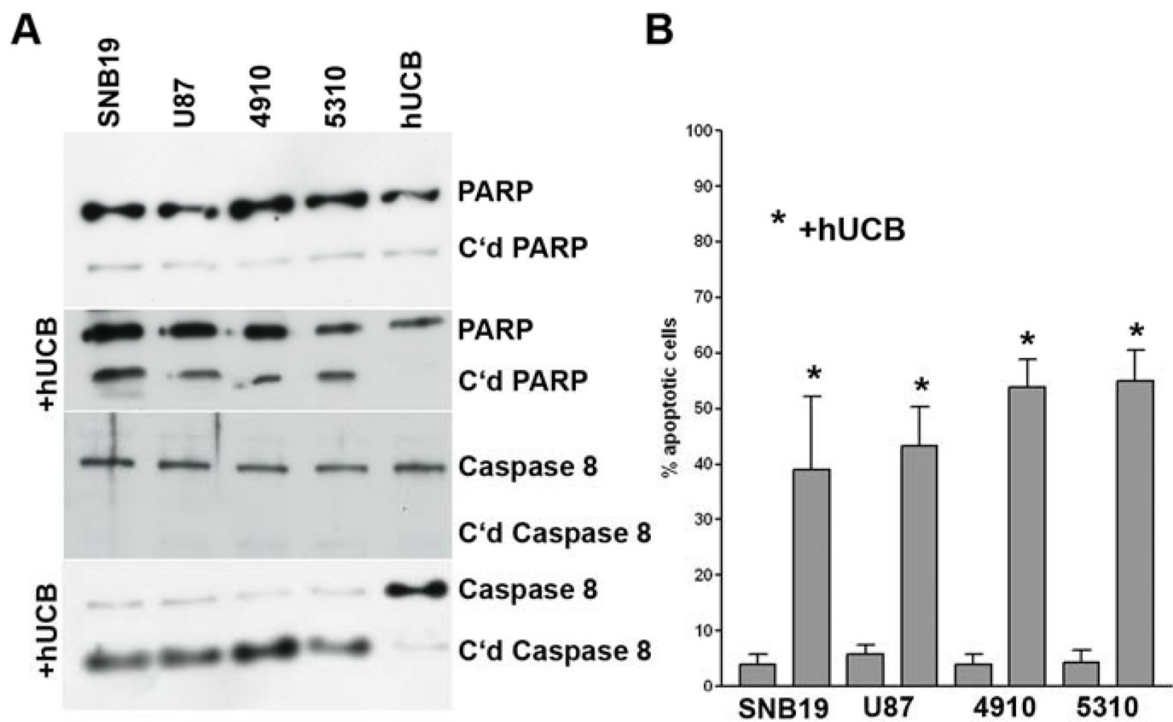 A
SNB19
U87
4910
5310
hUCB
PARP
C'd PARP
+hUCB
PARP
C'd PARP
Caspase 8
C'd Caspase 8
+hUCB
Caspase 8
C'd Caspase 8
B
* +hUCB
% apoptotic cells
100
90
80
70
60
50
40
30
20
10
0
* * * *
SNB19 U87 4910 5310